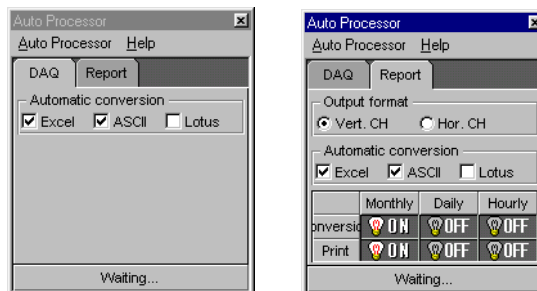 Auto Processor
Auto Processor Help
DAQ Report
Automatic conversion
Excel ASCII Lotus
Waiting...
Auto Processor
Auto Processor Help
DAQ Report
Output format
Vert. CH Hor. CH
Automatic conversion
Excel ASCII Lotus
Monthly Daily Hourly
onversic ON OFF OFF
Print ON OFF OFF
Waiting...